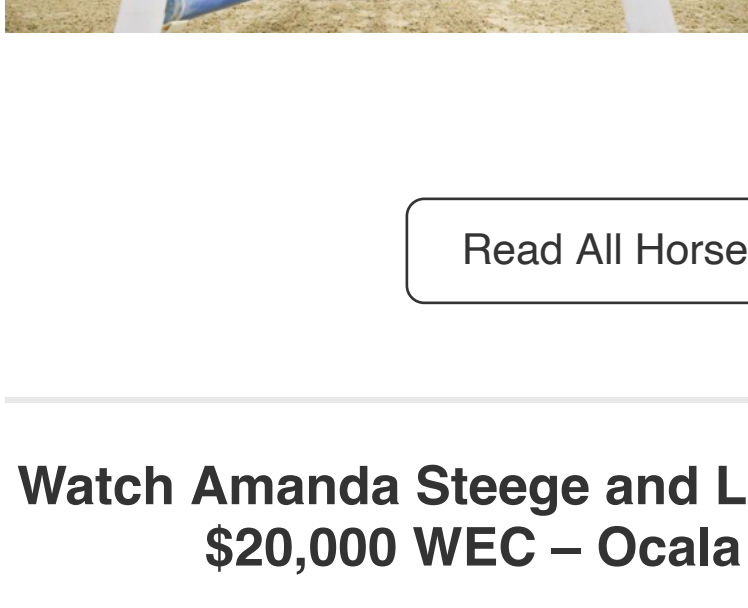 Read All Horse
Watch Amanda Steege and L
$20,000 WEC – Ocala